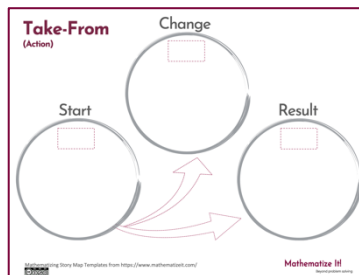 Take-From
(Action)
Change
Start
Result
Mathematizing Story Map Templates from https://www.mathematizeit.com/
Mathematize It!
Beyond problem solving